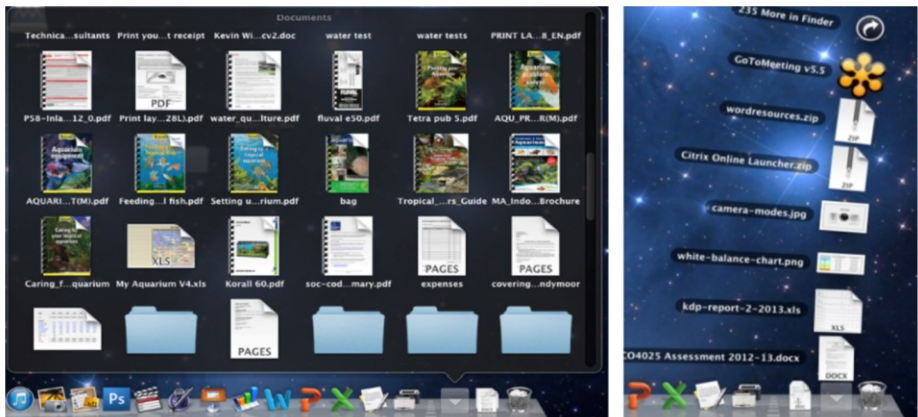 Documents
Technica...sultants Print you...t receipt Kevin Wi...cv2.doc water test water tests PRINT LA...8_EN.pdf
PDF
P58-Inla...12_0.pdf Print lay...28L).pdf water_qu...lture.pdf fluval e50.pdf Tetra pub 5.pdf AQU_PR...R(M).pdf
AQUARI...T(M).pdf Feeding...l fish.pdf Setting u...rium.pdf bag Tropical_...rs_Guide MA_Indo...Brochure
XLS PAGES PAGES
Caring_f...quarium My Aquarium V4.xls Korall 60.pdf soc-cod...mary.pdf expenses covering...ndymoor
PAGES
Ps
235 More in Finder
GoToMeeting v5.5
wordresources.zip
ZIP
Citrix Online Launcher.zip
ZIP
camera-modes.jpg
white-balance-chart.png
kdp-report-2-2013.xls
XLS
CO4025 Assessment 2012-13.docx
DOCX